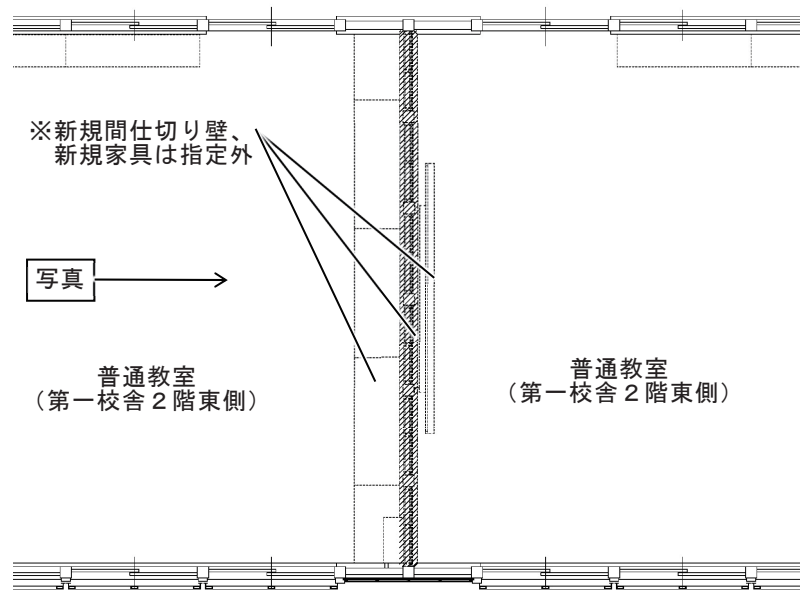 ※新規間仕切り壁、
新規家具は指定外
写真
普通教室
（第一校舎２階東側）
普通教室
（第一校舎２階東側）